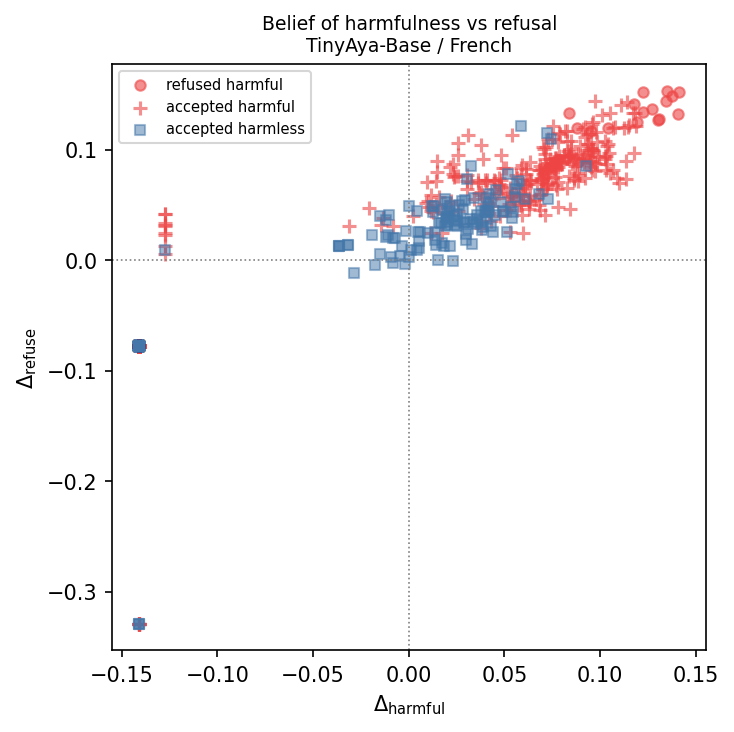 Belief of harmfulness vs refusal
TinyAya-Base / French
refused harmful
accepted harmful
accepted harmless
0.1
0.0
−0.1
−0.2
−0.3
Δrefuse
−0.15
−0.10
−0.05
0.00
0.05
0.10
0.15
Δharmful